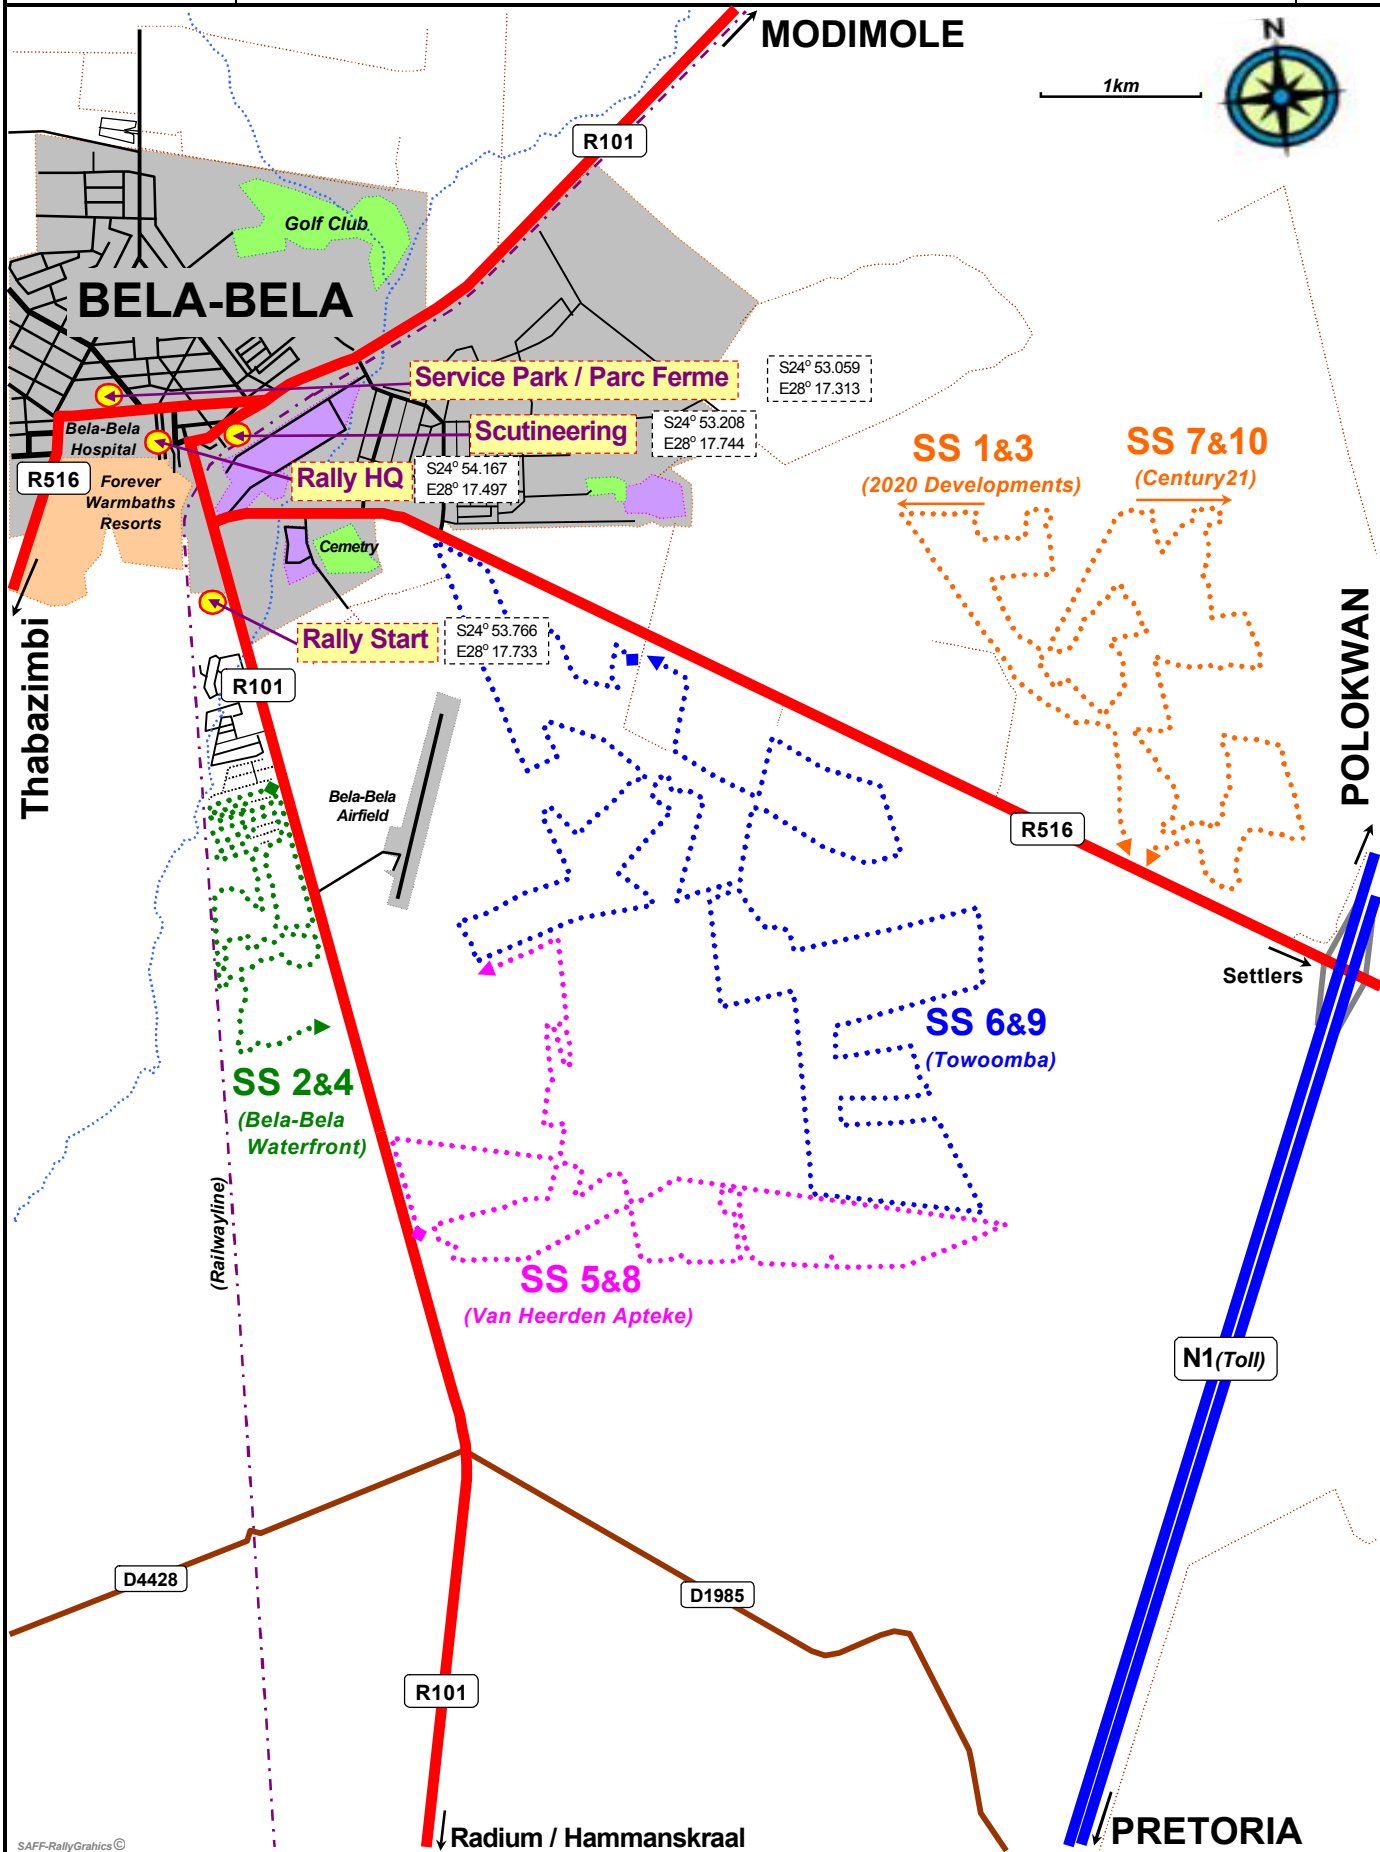 MODIMOLE
N
1km
R101
Golf Club
BELA-BELA
Service Park / Parc Ferme
S24° 53.059
E28° 17.313
Bela-Bela
Hospital
Scutineering
S24° 53.208
E28° 17.744
SS 1&3
(2020 Developments)
SS 7&10
(Century21)
R516
Forever
Warmbaths
Resorts
Rally HQ
S24° 54.167
E28° 17.497
Cemetry
Rally Start
S24° 53.766
E28° 17.733
Thabazimbi
R101
POLOKWAN
Bela-Bela
Airfield
R516
Settlers
SS 6&9
(Towoomba)
SS 2&4
(Bela-Bela
Waterfront)
(Railwayline)
SS 5&8
(Van Heerden Apteke)
N1(Toll)
D4428
D1985
R101
Radium / Hammanskraal
PRETORIA
SAFF-RallyGrahics©